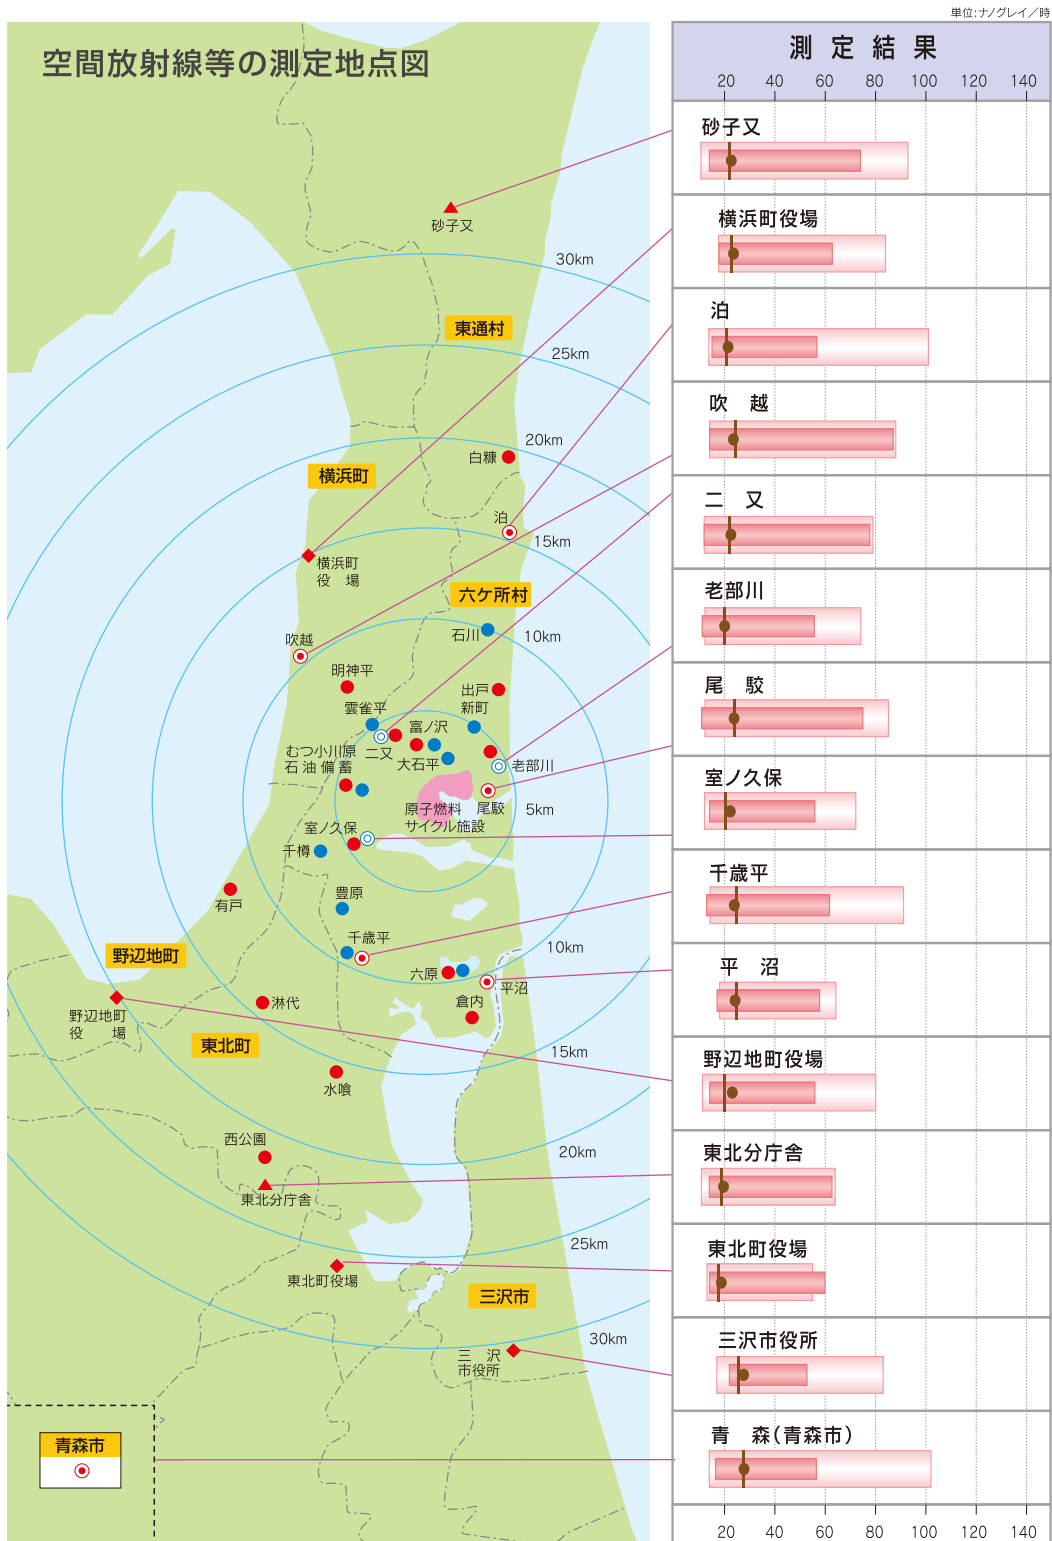 単位:ナノグレイ／時
空間放射線等の測定地点図
砂子又
30km
東通村
25km
20km
白糠
横浜町
泊
15km
横浜町
役　場
六ケ所村
石川
10km
吹越
明神平
出戸
新町
雲雀平
富ノ沢
むつ小川原
石油備蓄
二又
大石平
老部川
原子燃料
サイクル施設
尾駮
5km
室ノ久保
千樽
豊原
有戸
千歳平
野辺地町
10km
六原
平沼
倉内
野辺地町
役　　場
淋代
東北町
15km
水喰
西公園
20km
東北分庁舎
25km
東北町役場
三沢市
30km
三　沢
市役所
青森市
測定結果
20 40 60 80 100 120 140
砂子又
横浜町役場
泊
吹　越
二　又
老部川
尾　駮
室ノ久保
千歳平
平　沼
野辺地町役場
東北分庁舎
東北町役場
三沢市役所
青　森(青森市)
20 40 60 80 100 120 140